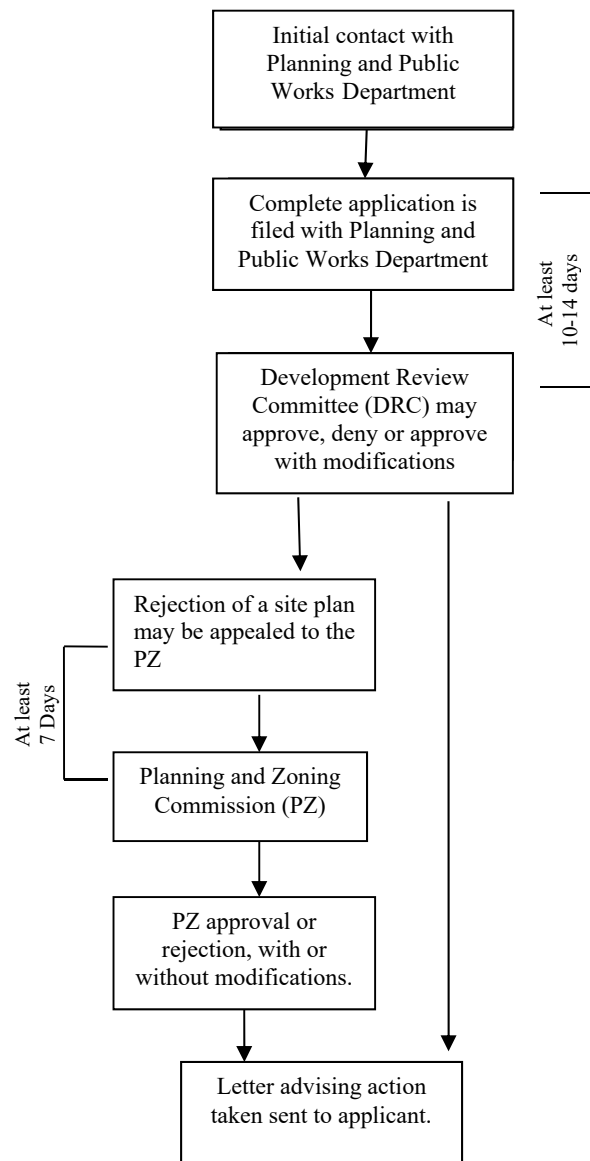 Initial contact with
Planning and Public
Works Department
Complete application is
filed with Planning and
Public Works Department
At least
10-14 days
Development Review
Committee (DRC) may
approve, deny or approve
with modifications
Rejection of a site plan
may be appealed to the
PZ
At least
7 Days
Planning and Zoning
Commission (PZ)
PZ approval or
rejection, with or
without modifications.
Letter advising action
taken sent to applicant.